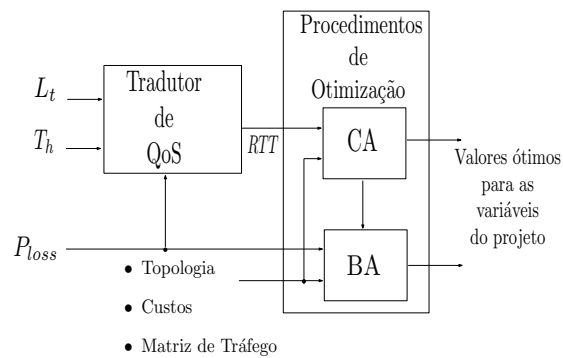 Procedimentos
de
Otimização
Tradutor
de
QoS
L_t
T_h
RTT
CA
Valores ótimos
para as
variáveis
do projeto
P_loss
BA
• Topologia
• Custos
• Matriz de Tráfego